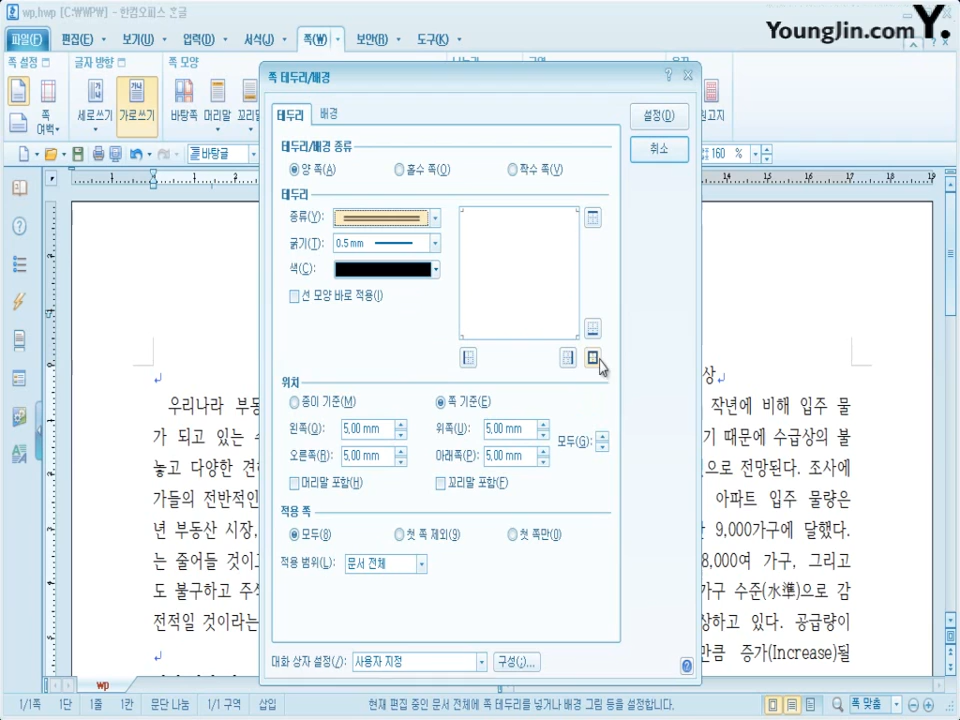 wp.hwp [C:₩WP₩] - 한컴오피스 한글
YoungJin.com Y.
파일(F) 편집(E) 보기(U) 입력(D) 서식(J) 쪽(W) 보안(R) 도구(K)
쪽 설정 글자 방향 쪽 모양
쪽 여백 세로쓰기 가로쓰기 바탕쪽 머리말 꼬리말
바탕글 160 %
쪽 테두리/배경
테두리 배경
설정(D)
취소
테두리/배경 종류
양 쪽(A) 홀수 쪽(O) 짝수 쪽(V)
테두리
종류(Y):
굵기(T): 0.5 mm
색(C):
선 모양 바로 적용(I)
위치
종이 기준(M) 쪽 기준(E)
왼쪽(Q): 5,00 mm 위쪽(U): 5,00 mm
모두(G):
오른쪽(R): 5,00 mm 아래쪽(P): 5,00 mm
머리말 포함(H) 꼬리말 포함(F)
적용 쪽
모두(8) 첫 쪽 제외(9) 첫 쪽만(0)
적용 범위(L): 문서 전체
대화 상자 설정(/): 사용자 지정 구성(;)...
1 1 2 14 15 16 17 18 19
상
우리나라 부동 작년에 비해 입주 물
가 되고 있는 기 때문에 수급상의 불
놓고 다양한 견해 으로 전망된다. 조사에
가들의 전반적인 아파트 입주 물량은
년 부동산 시장, 9,000가구에 달했다.
는 줄어들 것이고 8,000여 가구, 그리고
도 불구하고 주식 가구 수준(水準)으로 감
전적일 것이라는 상하고 있다. 공급량이
만큼 증가(Increase)될
wp
1/1쪽 1단 1줄 1칸 문단 나눔 1/1 구역 삽입 현재 편집 중인 문서 전체에 쪽 테두리를 넣거나 배경 그림 등을 설정합니다. 쪽 맞춤